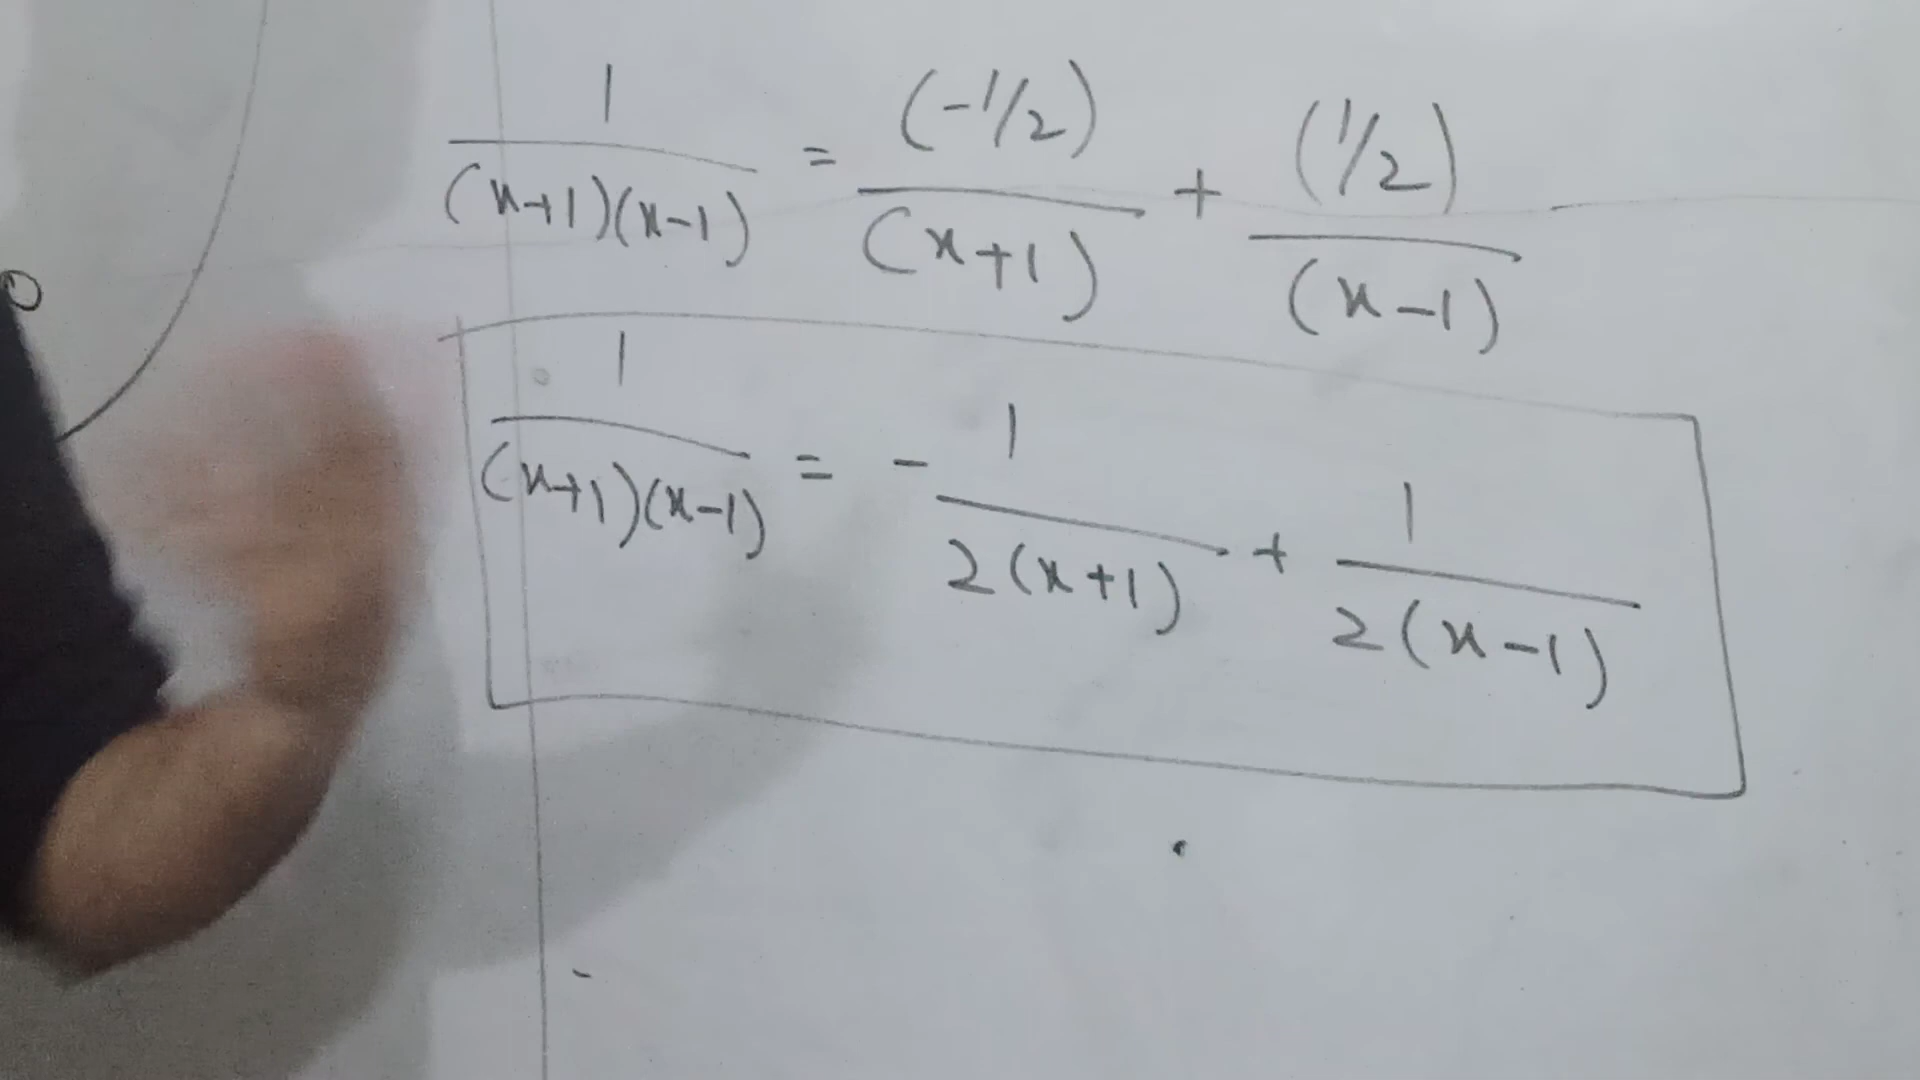 1/((x+1)(x-1)) = (-1/2)/(x+1) + (1/2)/(x-1)
1/((x+1)(x-1)) = - 1/(2(x+1)) + 1/(2(x-1))